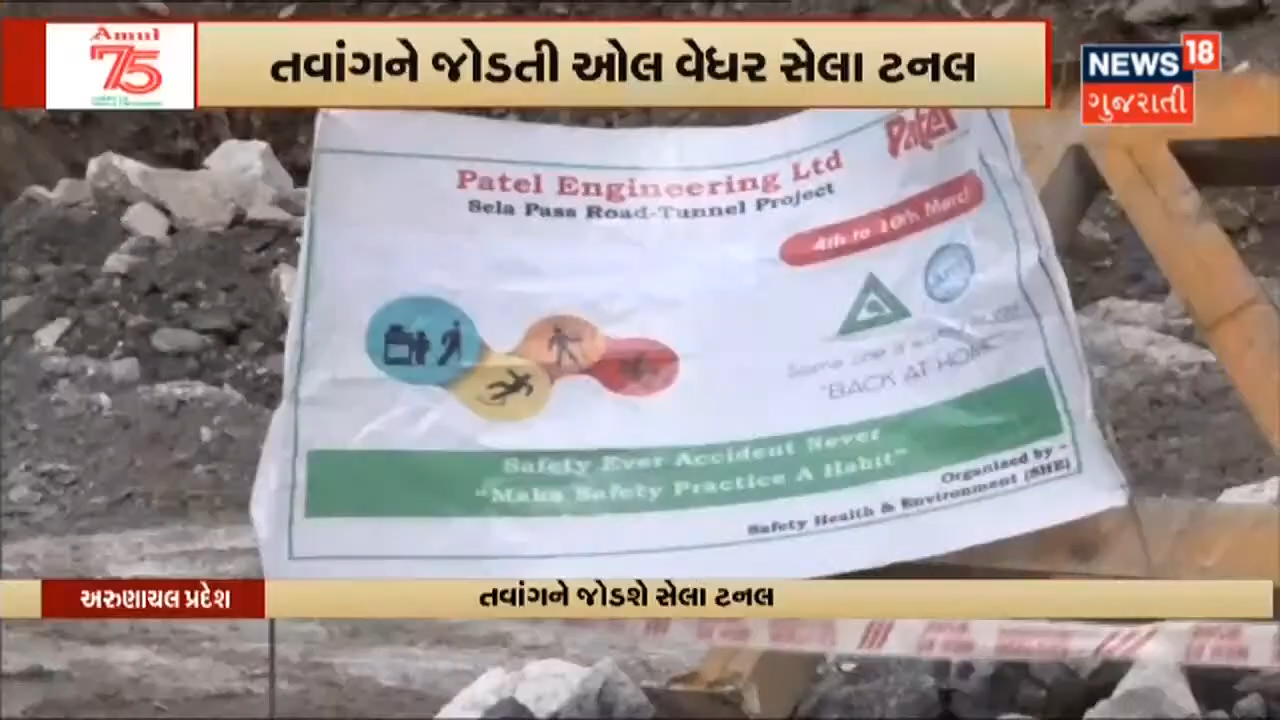 Amul
75
તવાંગને જોડતી ઓલ વેધર સેલા ટનલ
NEWS 18
ગુજરાતી
Patel
Patel Engineering Ltd
Sela Pass Road-Tunnel Project
4th to 10th March
"BACK AT HOME"
Safety Ever Accident Never
"Make Safety Practice A Habit"
Organised by -
Safety Health & Environment (SHE)
અરુણાચલ પ્રદેશ
તવાંગને જોડશે સેલા ટનલ